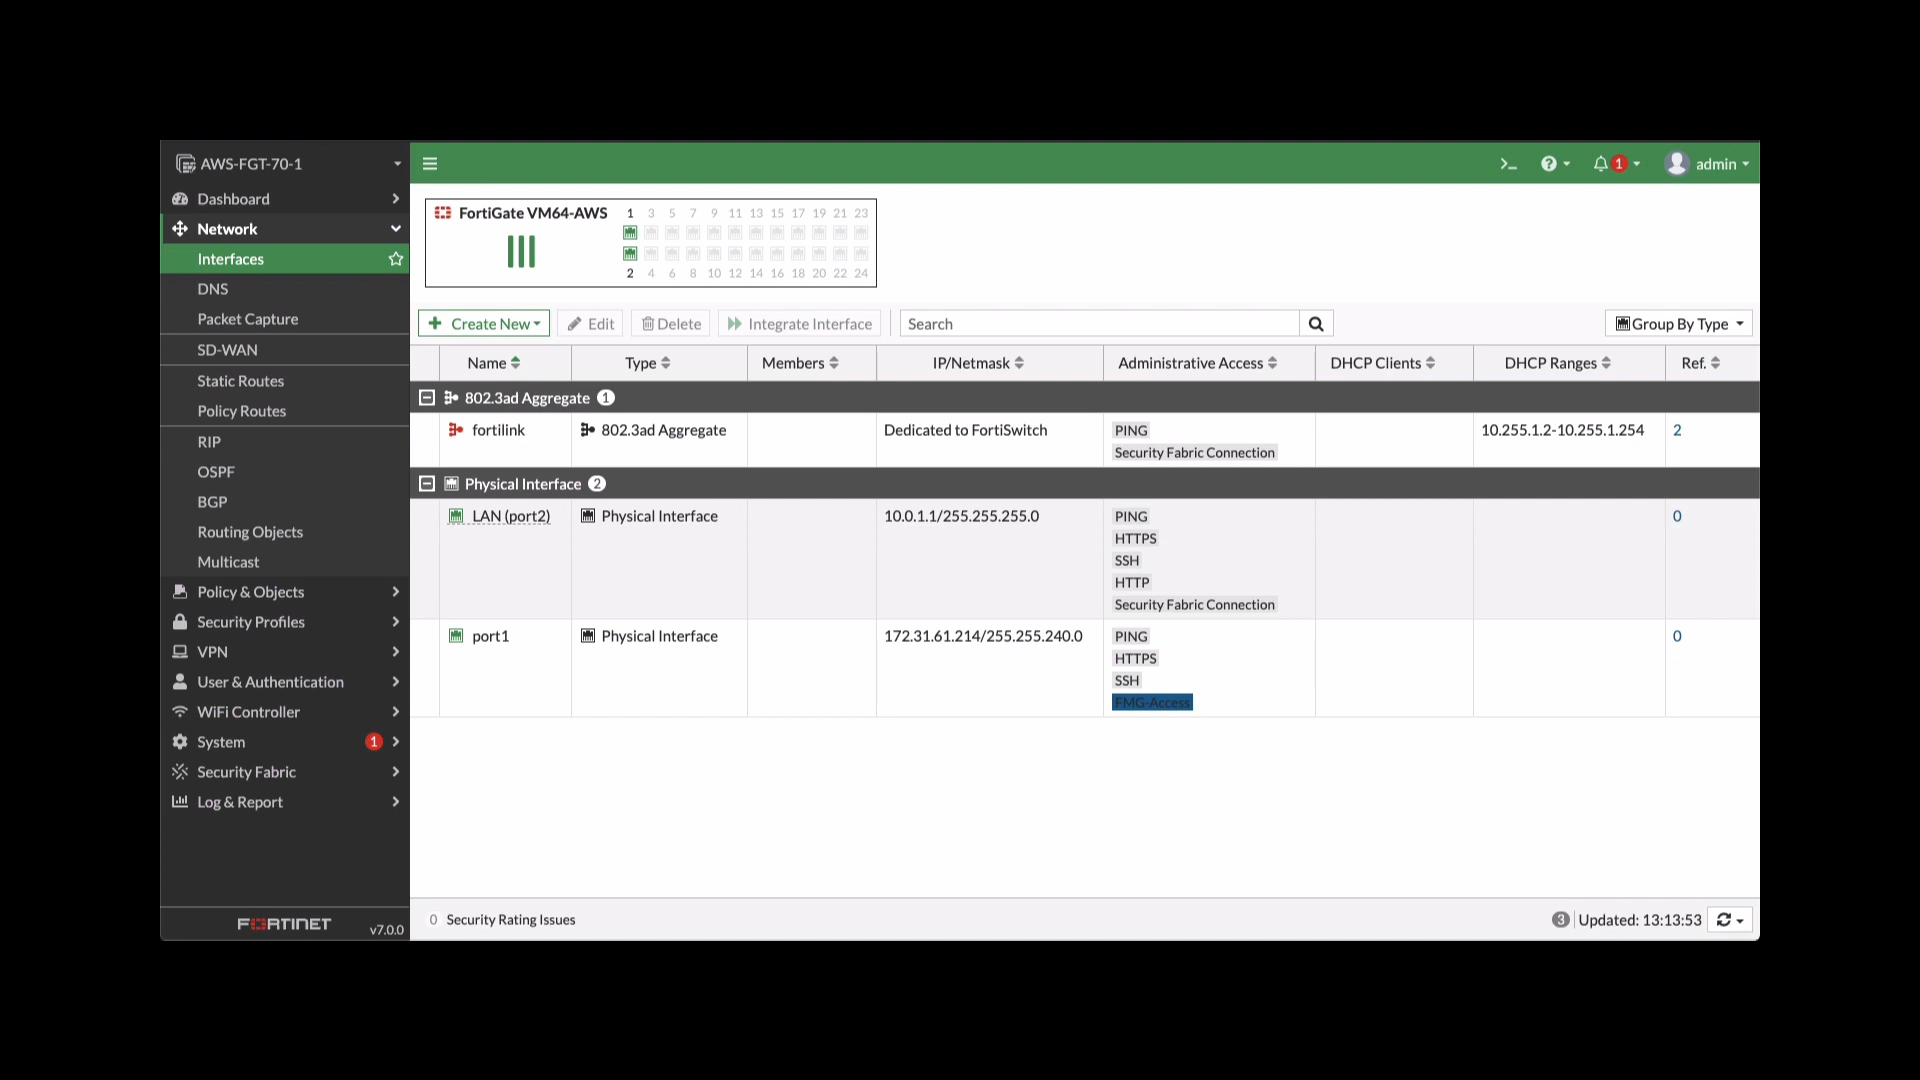 AWS-FGT-70-1
Dashboard
Network
Interfaces
DNS
Packet Capture
SD-WAN
Static Routes
Policy Routes
RIP
OSPF
BGP
Routing Objects
Multicast
Policy & Objects
Security Profiles
VPN
User & Authentication
WiFi Controller
System 1
Security Fabric
Log & Report
FORTINET v7.0.0
>_ ? 1 admin
FortiGate VM64-AWS 1 3 5 7 9 11 13 15 17 19 21 23
2 4 6 8 10 12 14 16 18 20 22 24
+ Create New Edit Delete Integrate Interface Search Group By Type
Name Type Members IP/Netmask Administrative Access DHCP Clients DHCP Ranges Ref.
802.3ad Aggregate 1
fortilink 802.3ad Aggregate Dedicated to FortiSwitch PING 10.255.1.2-10.255.1.254 2
Security Fabric Connection
Physical Interface 2
LAN (port2) Physical Interface 10.0.1.1/255.255.255.0 PING 0
HTTPS
SSH
HTTP
Security Fabric Connection
port1 Physical Interface 172.31.61.214/255.255.240.0 PING 0
HTTPS
SSH
FMG-Access
0 Security Rating Issues 3 Updated: 13:13:53